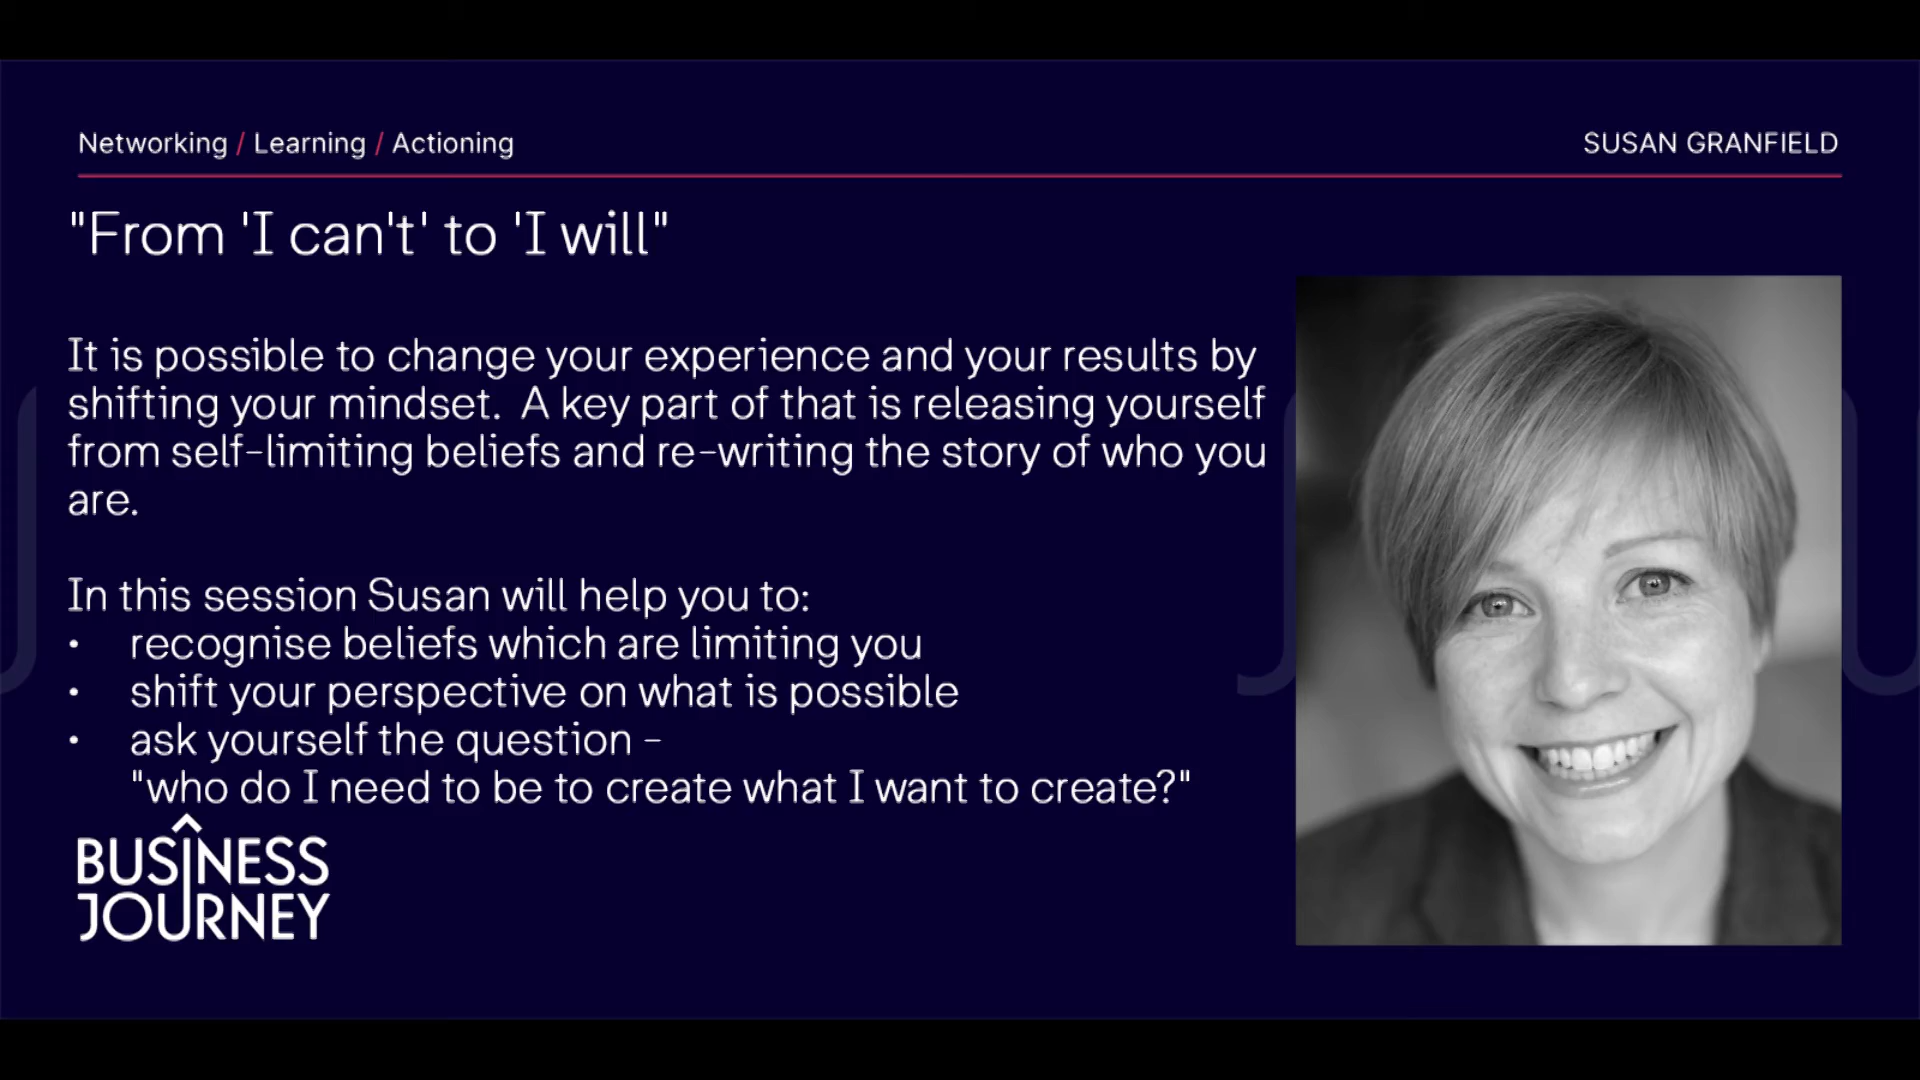 Networking / Learning / Actioning
SUSAN GRANFIELD
"From 'I can't' to 'I will"
It is possible to change your experience and your results by
shifting your mindset.  A key part of that is releasing yourself
from self-limiting beliefs and re-writing the story of who you
are.
In this session Susan will help you to:
• recognise beliefs which are limiting you
• shift your perspective on what is possible
• ask yourself the question –
"who do I need to be to create what I want to create?"
BUSINESS
JOURNEY